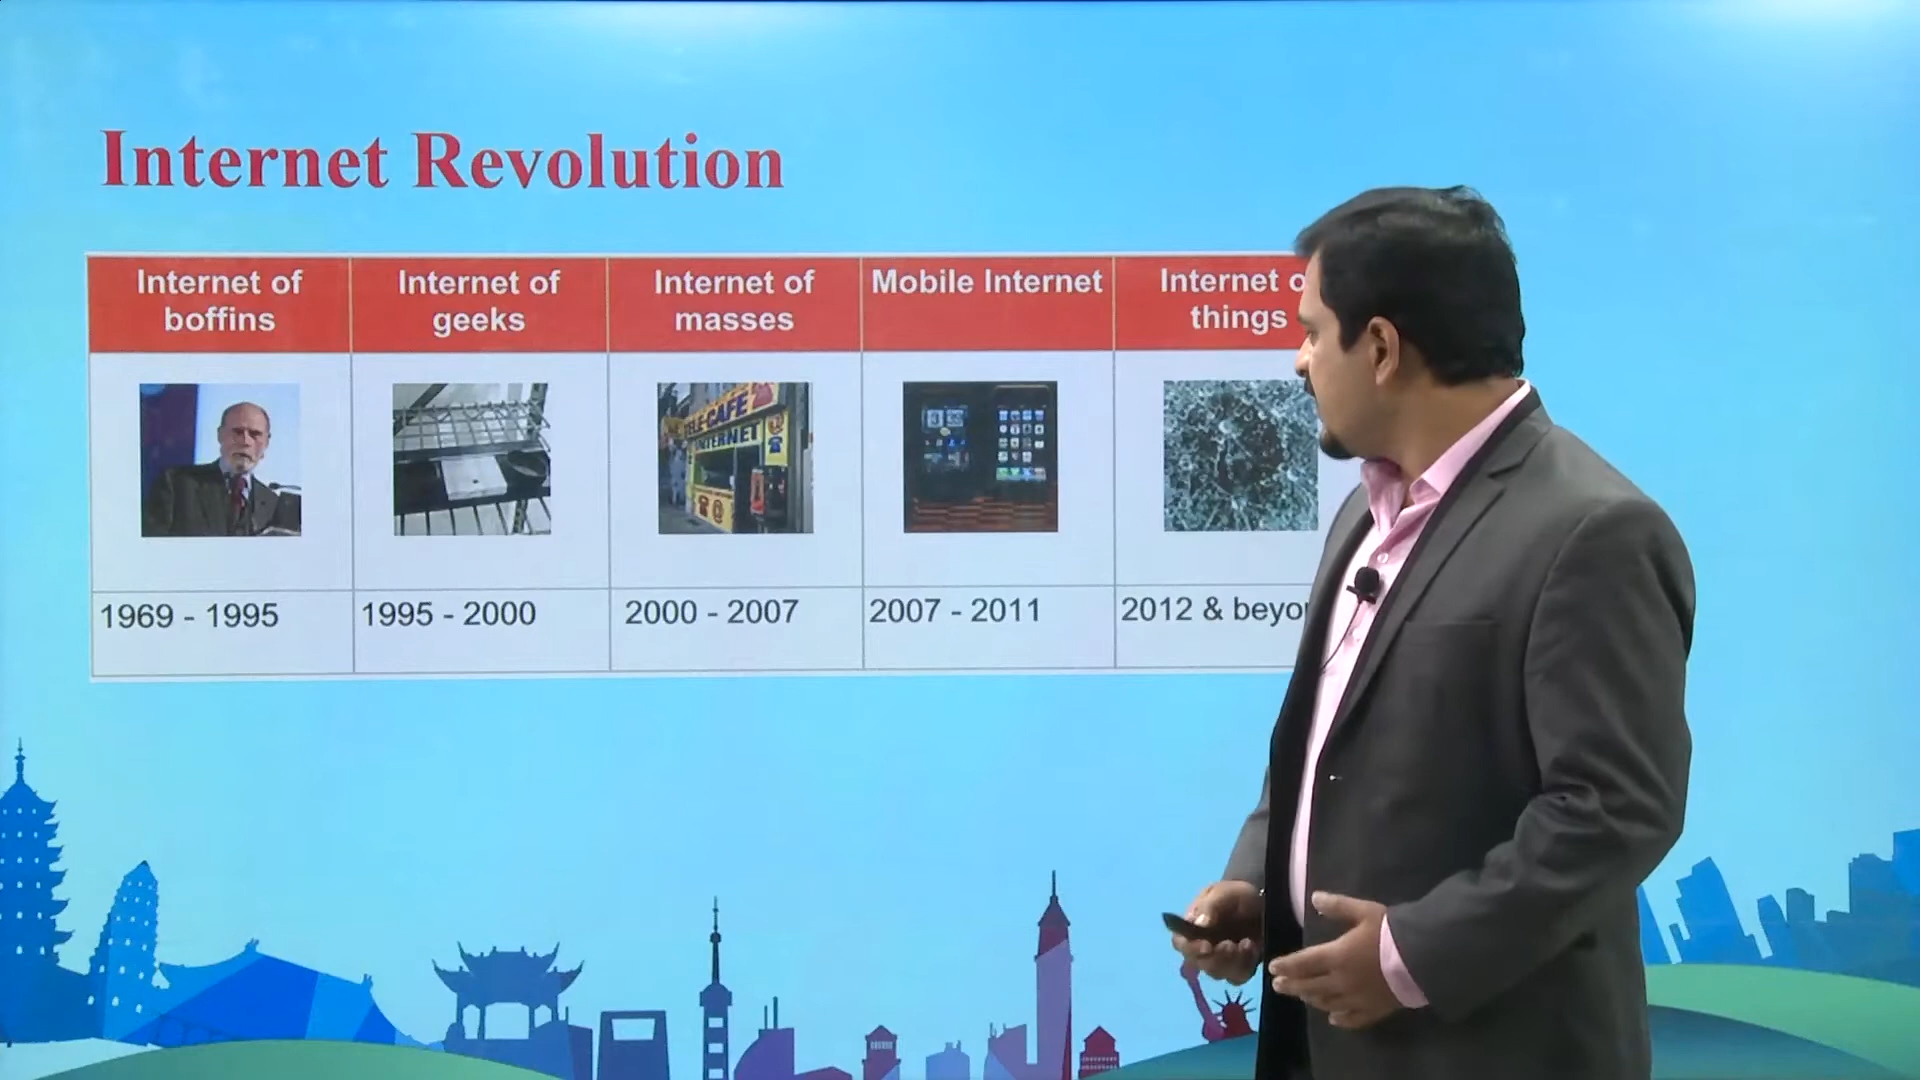 Internet Revolution
Internet of boffins
Internet of geeks
Internet of masses
Mobile Internet
Internet o
things
TELE-CAFE
INTERNET
1969 - 1995
1995 - 2000
2000 - 2007
2007 - 2011
2012 & beyo